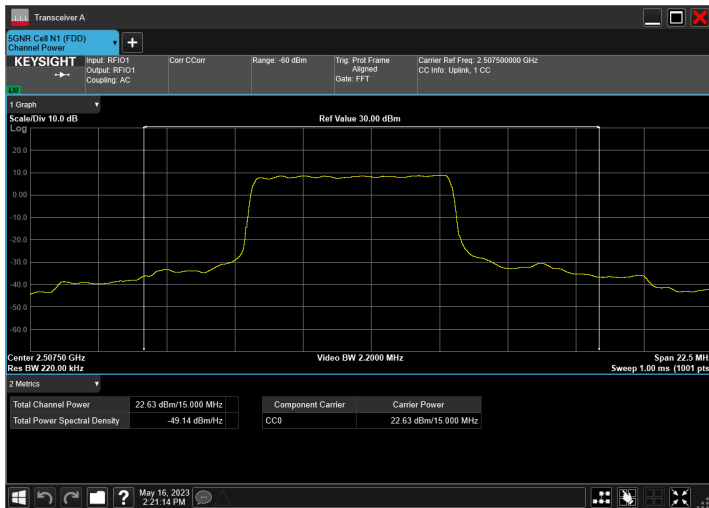 Transceiver A
5GNR Cell N1 (FDD)
Channel Power
KEYSIGHT
Input: RFIO1
Output: RFIO1
Coupling: AC
Corr CCorr
Range: -60 dBm
Trig: Prot Frame
Aligned
Gate: FFT
Carrier Ref Freq: 2.507500000 GHz
CC Info: Uplink, 1 CC
LXI
1 Graph
Scale/Div 10.0 dB
Ref Value 30.00 dBm
Log
20.0
10.0
0.00
-10.0
-20.0
-30.0
-40.0
-50.0
-60.0
Center 2.50750 GHz
Video BW 2.2000 MHz
Span 22.5 MH
Res BW 220.00 kHz
Sweep 1.00 ms (1001 pts
2 Metrics
Total Channel Power 22.63 dBm/15.000 MHz
Total Power Spectral Density -49.14 dBm/Hz
Component Carrier Carrier Power
CC0 22.63 dBm/15.000 MHz
?
May 16, 2023
2:21:14 PM